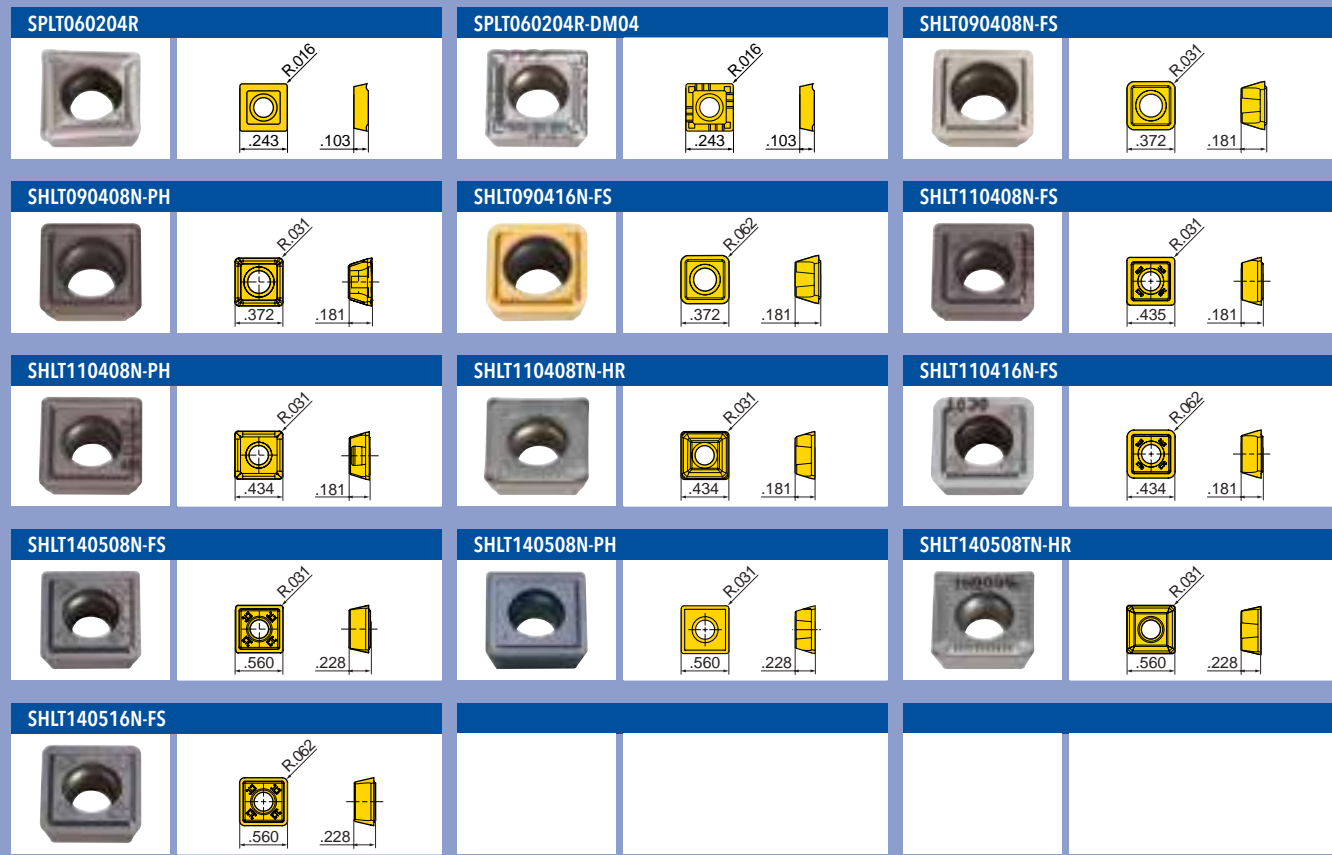 SPLT060204R
R.016
.243
.103
SPLT060204R-DM04
R.016
.243
.103
SHLT090408N-FS
R.031
.372
.181
SHLT090408N-PH
R.031
.372
.181
SHLT090416N-FS
R.062
.372
.181
SHLT110408N-FS
R.031
.435
.181
SHLT110408N-PH
R.031
.434
.181
SHLT110408TN-HR
R.031
.434
.181
SHLT110416N-FS
R.062
.434
.181
SHLT140508N-FS
R.031
.560
.228
SHLT140508N-PH
R.031
.560
.228
SHLT140508TN-HR
R.031
.560
.228
SHLT140516N-FS
R.062
.560
.228